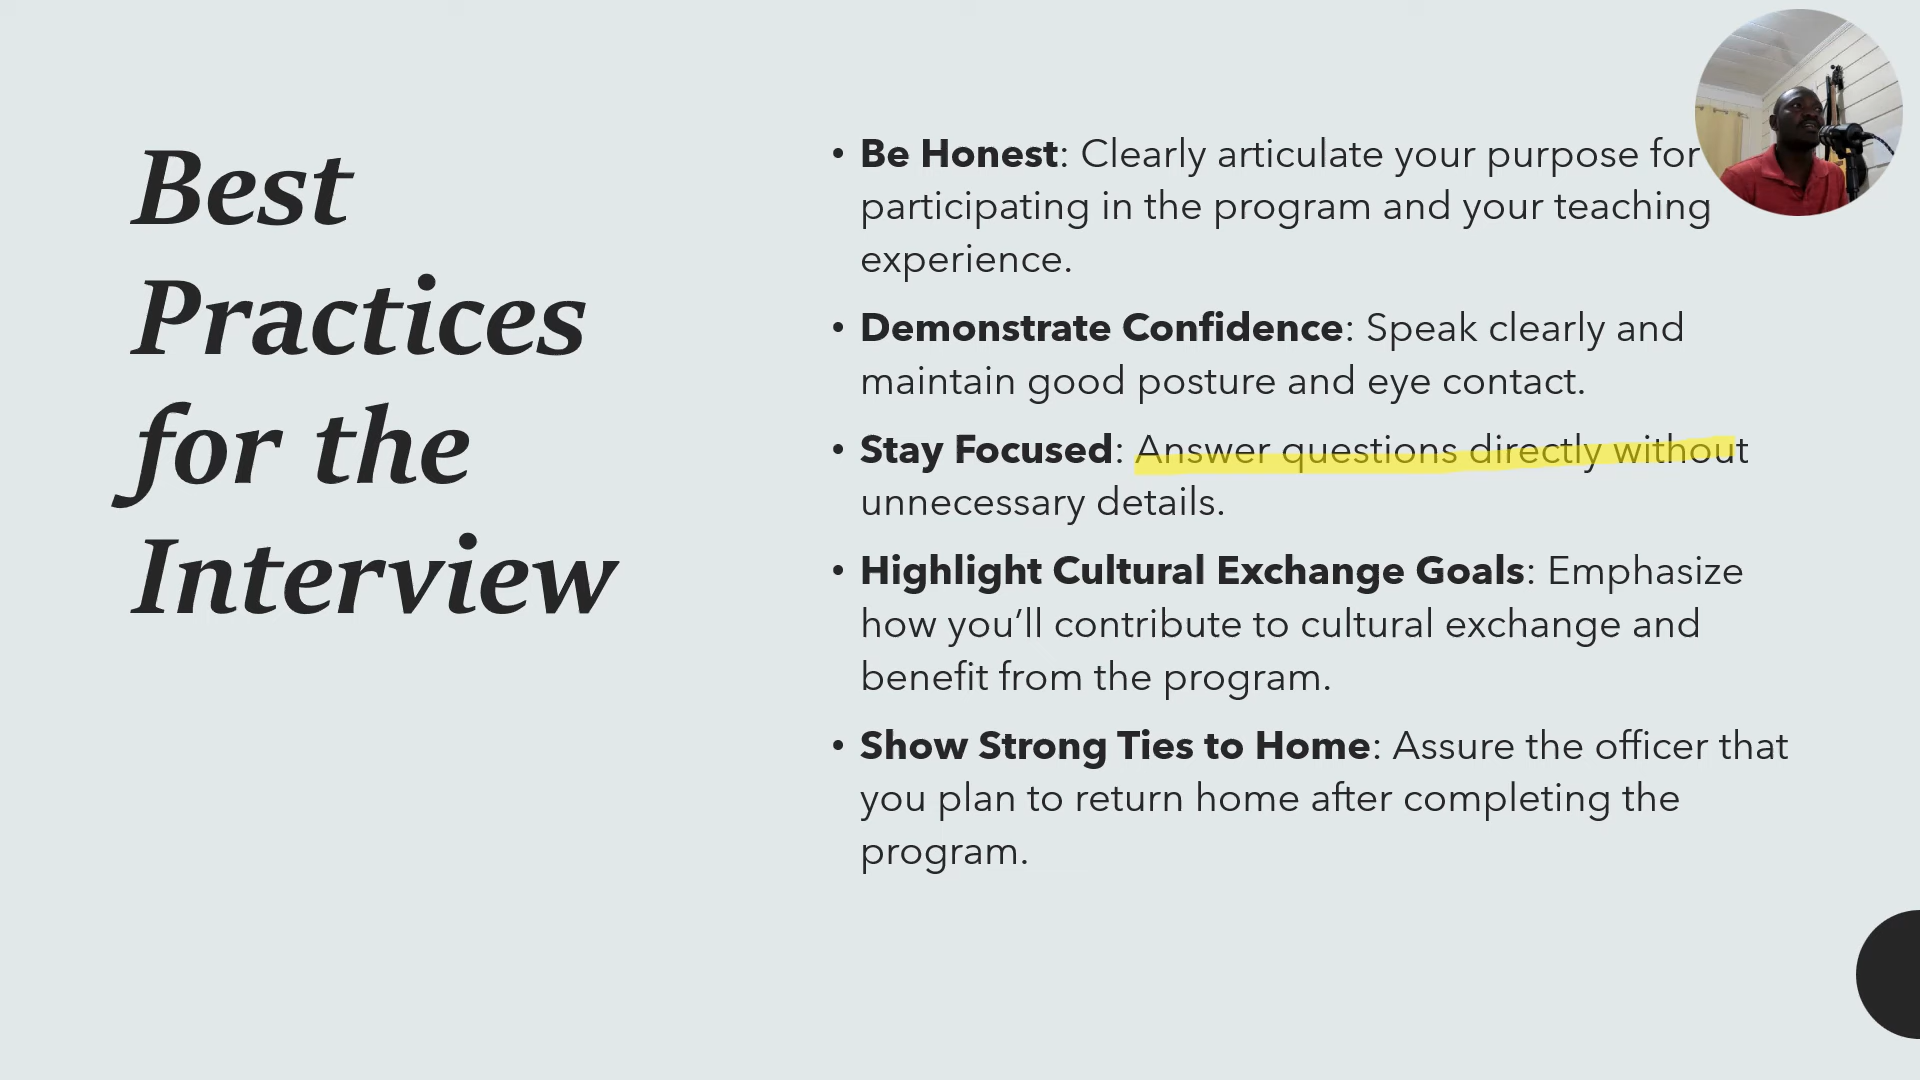 Best
Practices
for the
Interview
• Be Honest: Clearly articulate your purpose for
participating in the program and your teaching
experience.
• Demonstrate Confidence: Speak clearly and
maintain good posture and eye contact.
• Stay Focused: Answer questions directly without
unnecessary details.
• Highlight Cultural Exchange Goals: Emphasize
how you’ll contribute to cultural exchange and
benefit from the program.
• Show Strong Ties to Home: Assure the officer that
you plan to return home after completing the
program.